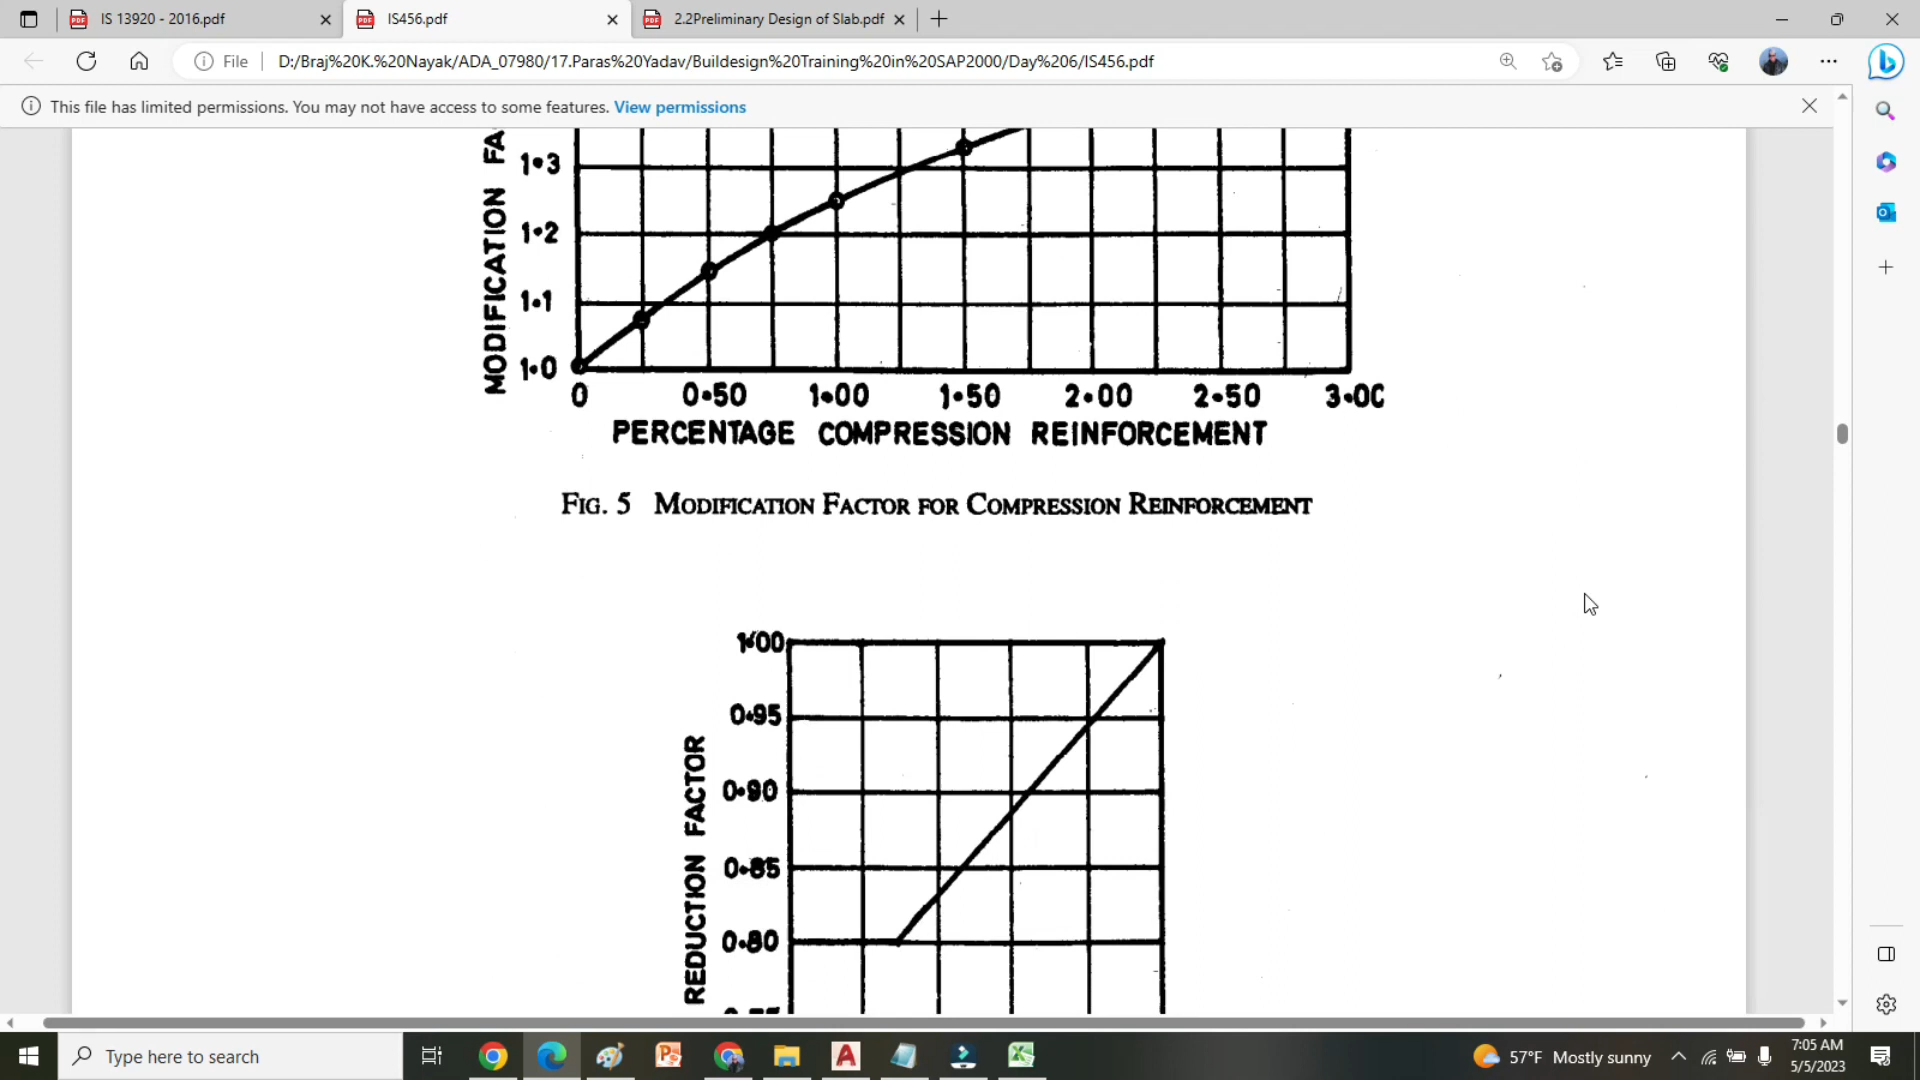 IS 13920 - 2016.pdf
IS456.pdf
2.2Preliminary Design of Slab.pdf
File
D:/Braj%20K.%20Nayak/ADA_07980/17.Paras%20Yadav/Buildesign%20Training%20in%20SAP2000/Day%206/IS456.pdf
This file has limited permissions. You may not have access to some features. View permissions
MODIFICATION FA
1.3
1.2
1.1
1.0
0 0.50 1.00 1.50 2.00 2.50 3.00
PERCENTAGE COMPRESSION REINFORCEMENT
FIG. 5 MODIFICATION FACTOR FOR COMPRESSION REINFORCEMENT
REDUCTION FACTOR
1.00
0.95
0.90
0.85
0.80
Type here to search
57°F Mostly sunny
7:05 AM
5/5/2023